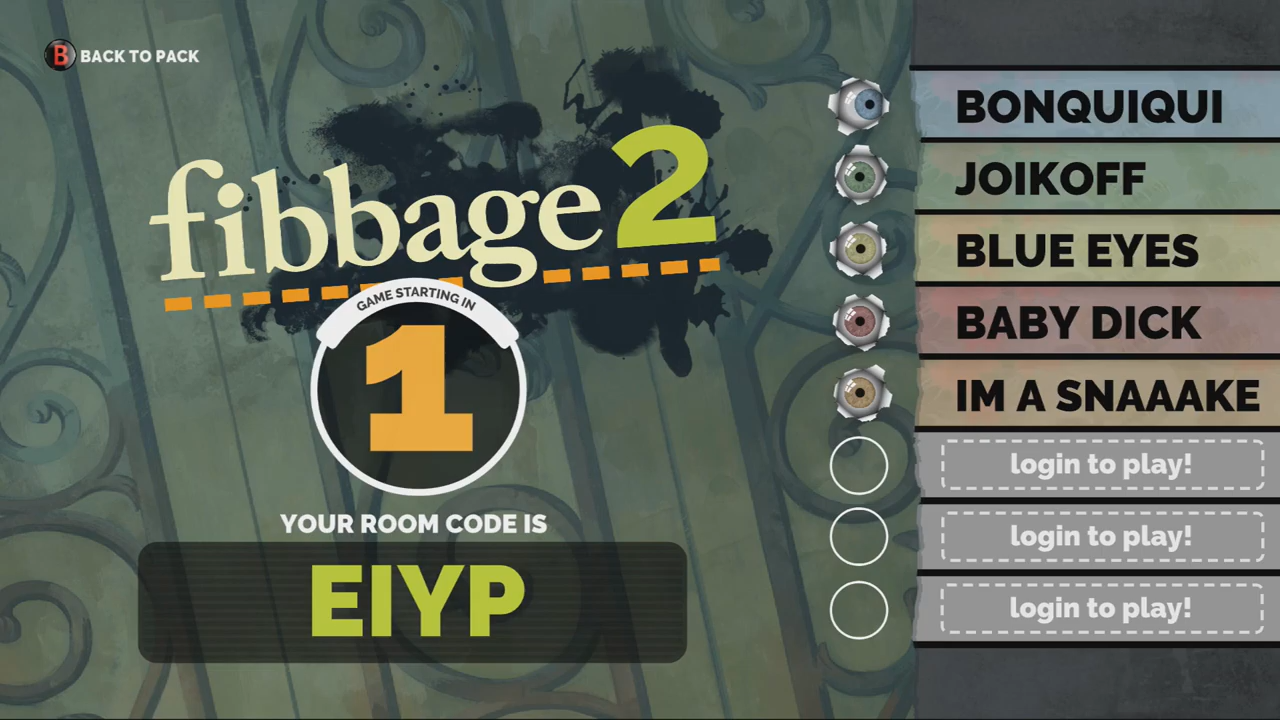 B BACK TO PACK
fibbage 2
GAME STARTING IN
1
YOUR ROOM CODE IS
EIYP
BONQUIQUI
JOIKOFF
BLUE EYES
BABY DICK
IM A SNAAAKE
login to play!
login to play!
login to play!